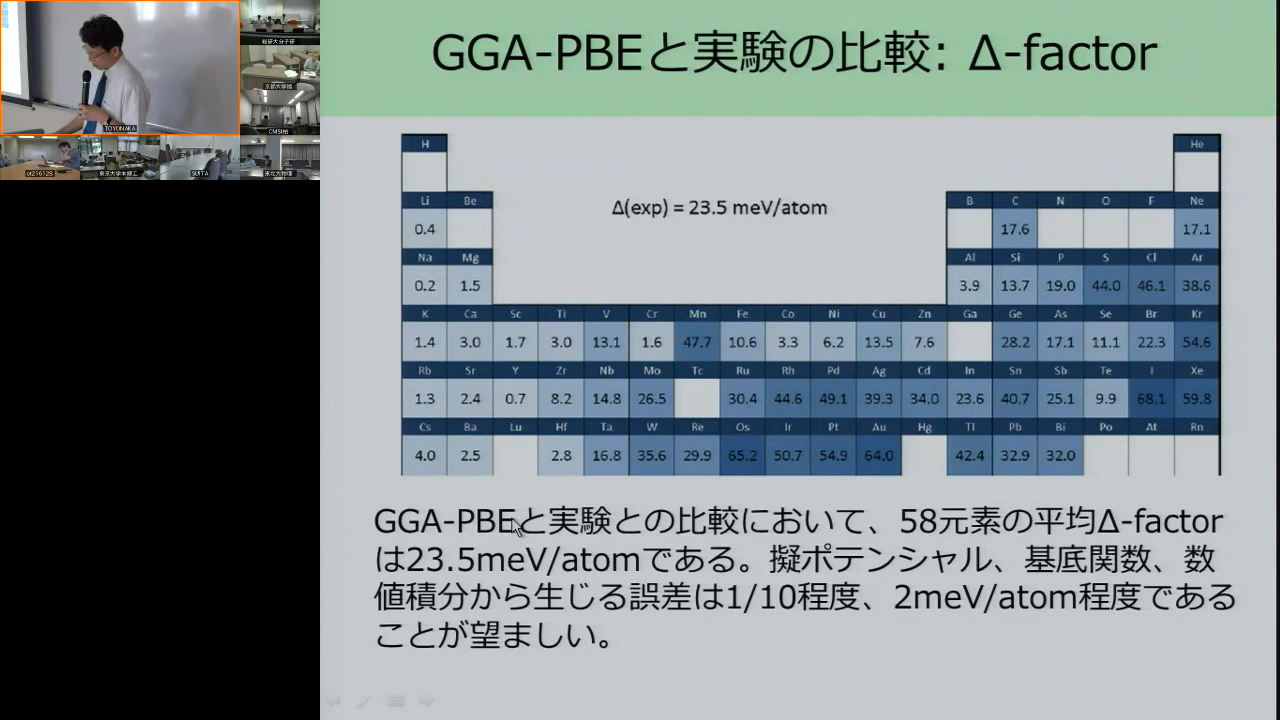 GGA-PBEと実験の比較: Δ-factor
総研大分子研
京都大学桂
TOYONAKA
CMSI柏
ot216128
東京大学本郷工
SUITA
東北大物理
H He
Δ(exp) = 23.5 meV/atom
Li Be B C N O F Ne
0.4 17.6 17.1
Na Mg Al Si P S Cl Ar
0.2 1.5 3.9 13.7 19.0 44.0 46.1 38.6
K Ca Sc Ti V Cr Mn Fe Co Ni Cu Zn Ga Ge As Se Br Kr
1.4 3.0 1.7 3.0 13.1 1.6 47.7 10.6 3.3 6.2 13.5 7.6 28.2 17.1 11.1 22.3 54.6
Rb Sr Y Zr Nb Mo Tc Ru Rh Pd Ag Cd In Sn Sb Te I Xe
1.3 2.4 0.7 8.2 14.8 26.5 30.4 44.6 49.1 39.3 34.0 23.6 40.7 25.1 9.9 68.1 59.8
Cs Ba Lu Hf Ta W Re Os Ir Pt Au Hg Tl Pb Bi Po At Rn
4.0 2.5 2.8 16.8 35.6 29.9 65.2 50.7 54.9 64.0 42.4 32.9 32.0
GGA-PBEと実験との比較において、58元素の平均Δ-factor
は23.5meV/atomである。擬ポテンシャル、基底関数、数
値積分から生じる誤差は1/10程度、2meV/atom程度である
ことが望ましい。